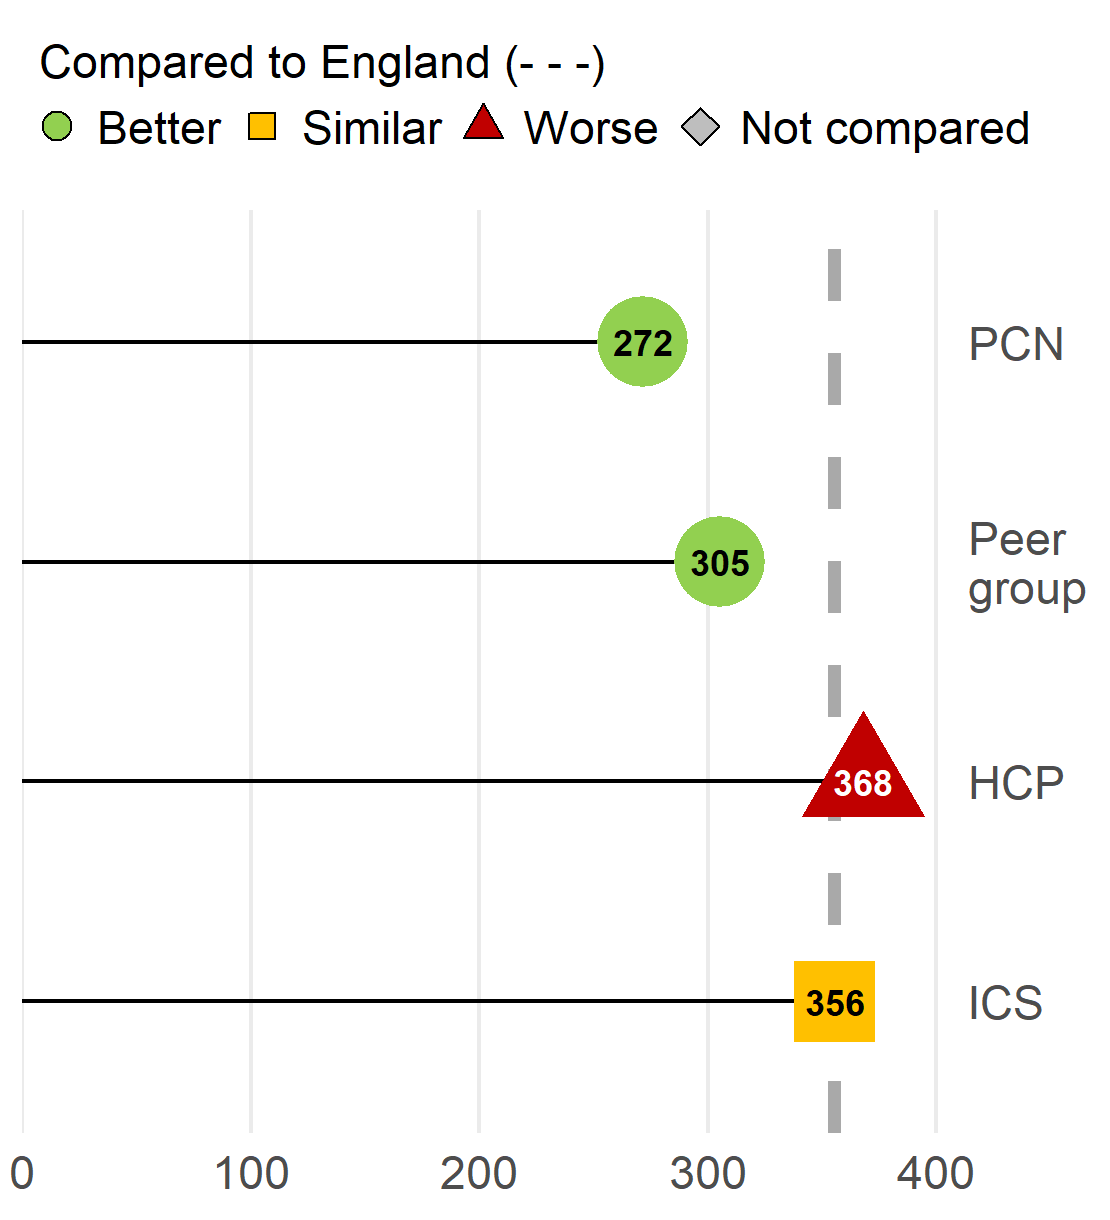 Compared to England (- - -)
Better Similar Worse Not compared
272 PCN
305 Peer
group
368 HCP
356 ICS
0 100 200 300 400